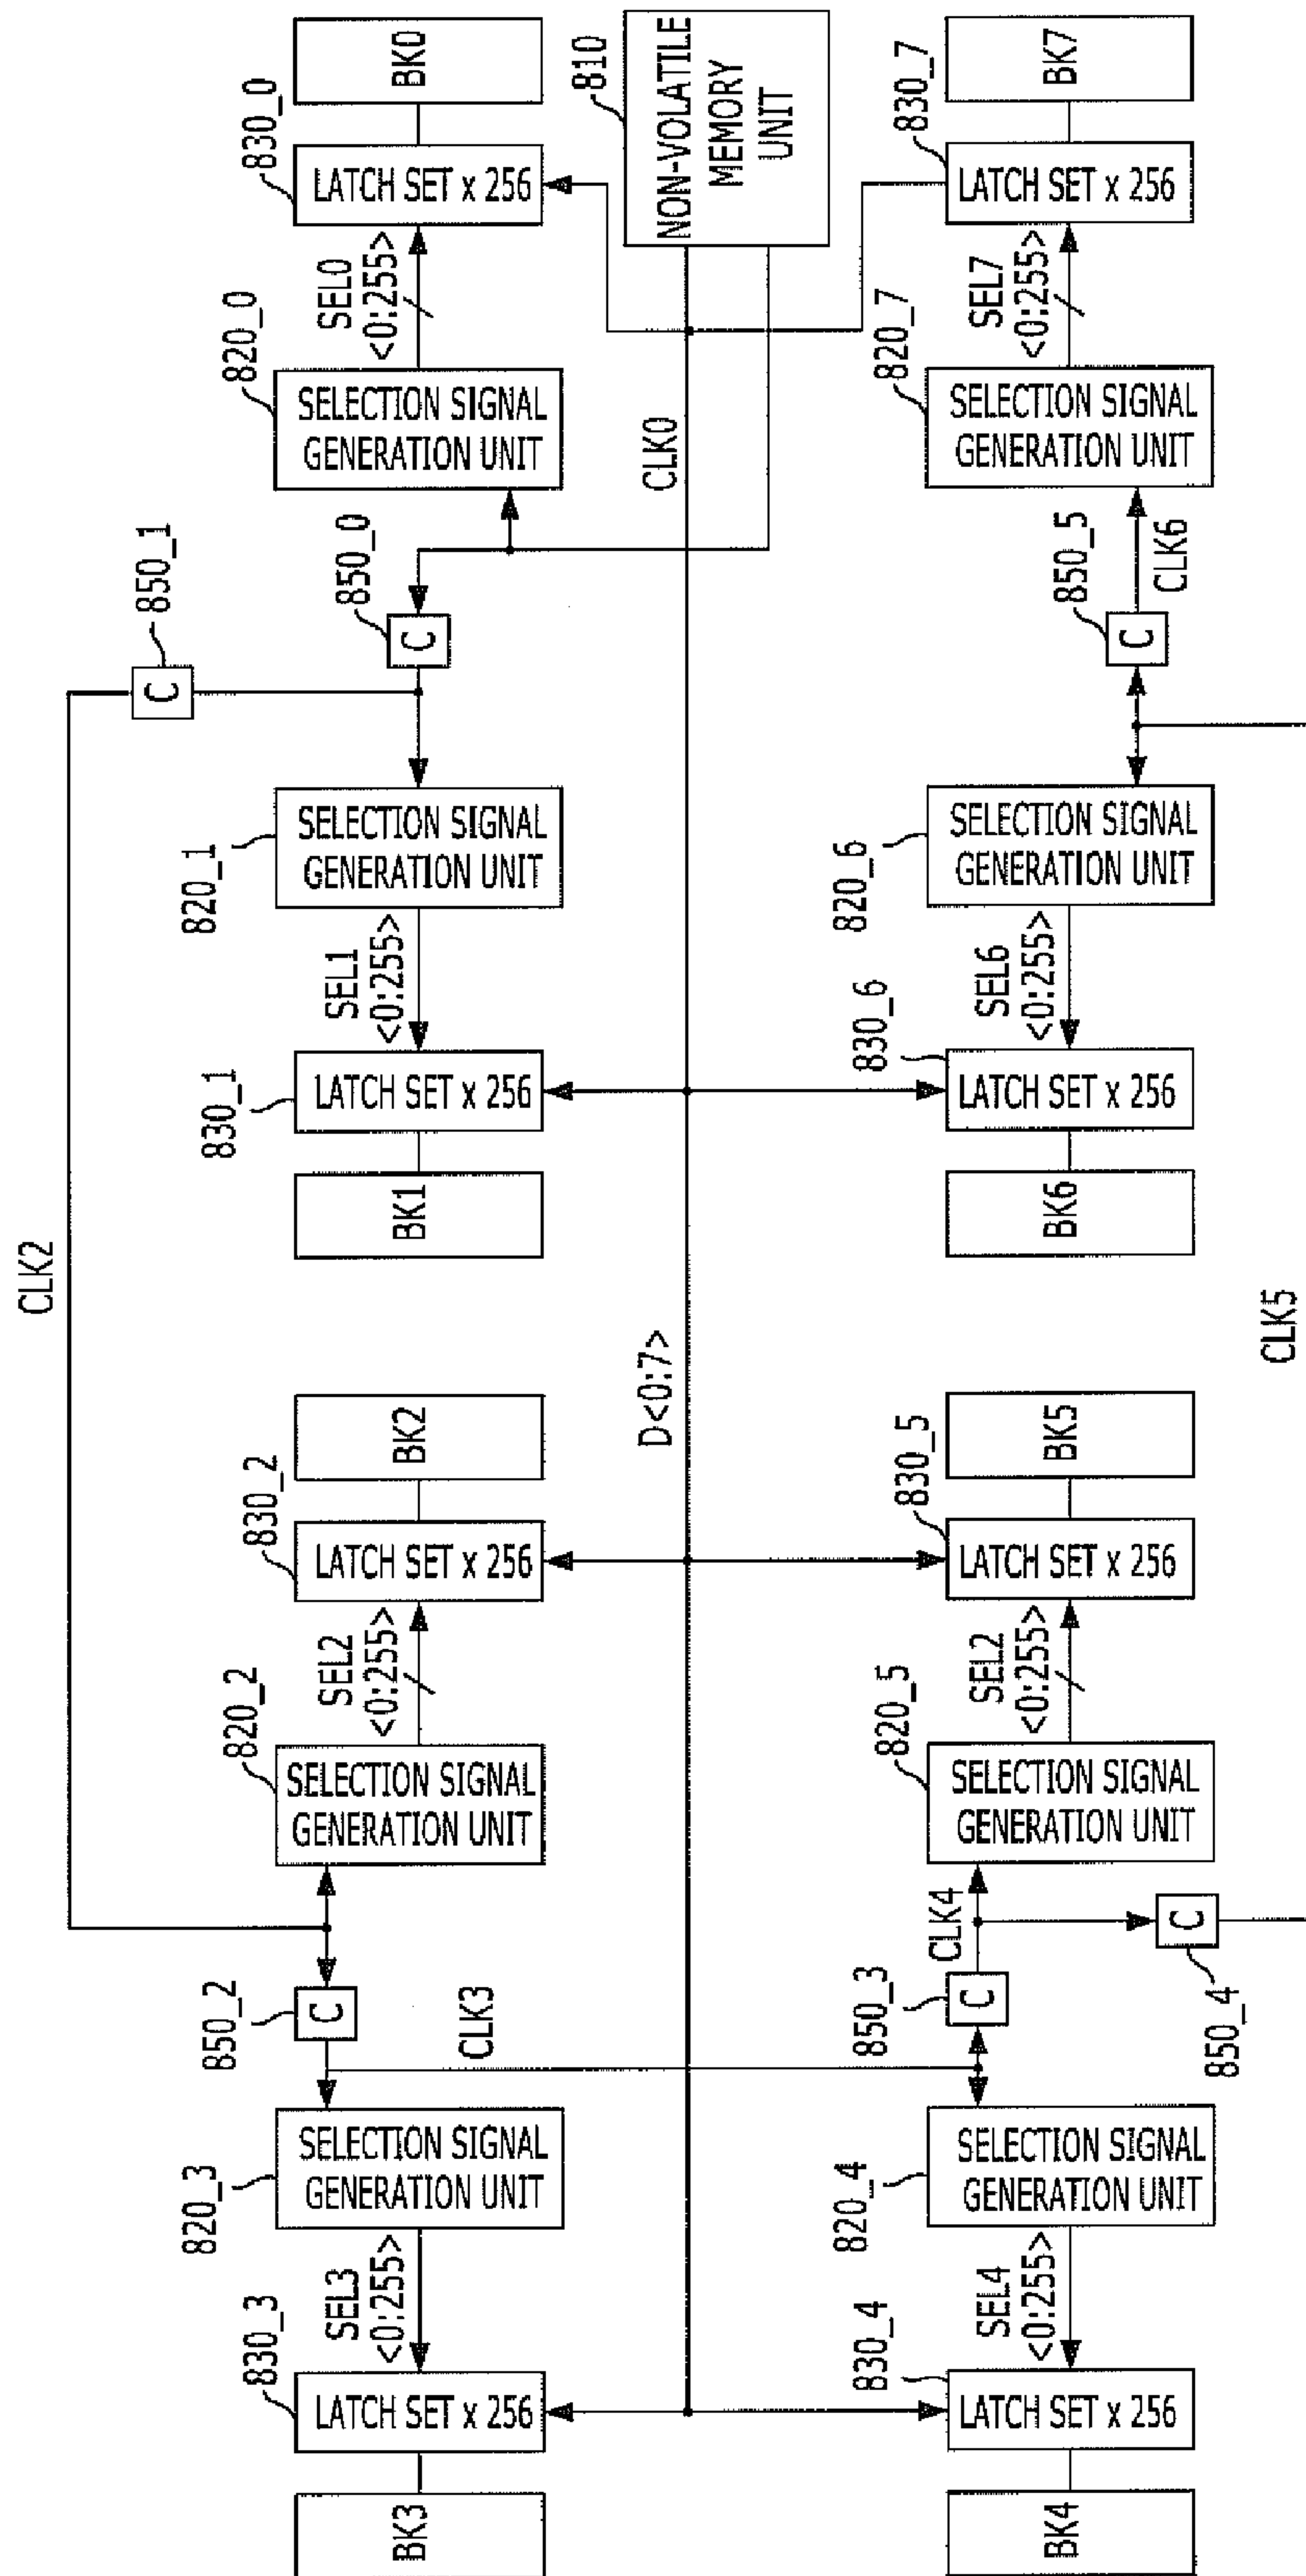 CLK2
850_1
C
820_3
SELECTION SIGNAL
GENERATION UNIT
830_3
SEL3
<0:255>
LATCH SET x 256
BK3
850_2
C
CLK3
820_2
SELECTION SIGNAL
GENERATION UNIT
SEL2
<0:255>
830_2
LATCH SET x 256
BK2
BK1
830_1
LATCH SET x 256
SEL1
<0:255>
820_1
SELECTION SIGNAL
GENERATION UNIT
850_0
C
820_0
SELECTION SIGNAL
GENERATION UNIT
SEL0
<0:255>
830_0
LATCH SET x 256
BK0
D<0:7>
CLK0
810
NON-VOLATILE
MEMORY
UNIT
BK4
830_4
LATCH SET x 256
SEL4
<0:255>
820_4
SELECTION SIGNAL
GENERATION UNIT
850_3
C
CLK4
850_4
C
820_5
SELECTION SIGNAL
GENERATION UNIT
SEL2
<0:255>
830_5
LATCH SET x 256
BK5
BK6
830_6
LATCH SET x 256
SEL6
<0:255>
820_6
SELECTION SIGNAL
GENERATION UNIT
850_5
C
CLK6
820_7
SELECTION SIGNAL
GENERATION UNIT
SEL7
<0:255>
830_7
LATCH SET x 256
BK7
CLK5